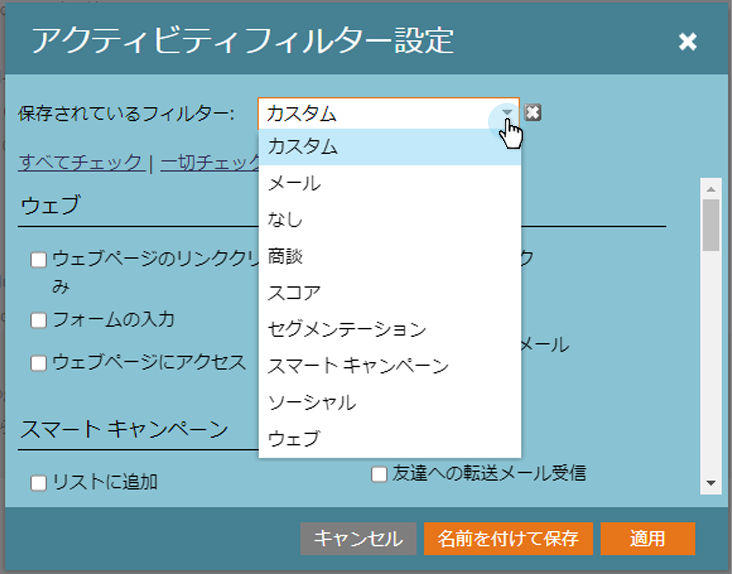 アクティビティフィルター設定
保存されているフィルター: カスタム
すべてチェック | 一切チェック
カスタム
メール
なし
商談
スコア
セグメンテーション
スマート キャンペーン
ソーシャル
ウェブ
ウェブ
ウェブページのリンククリ
み
フォームの入力
ウェブページにアクセス
ク
メール
スマート キャンペーン
リストに追加
友達への転送メール受信
キャンセル
名前を付けて保存
適用